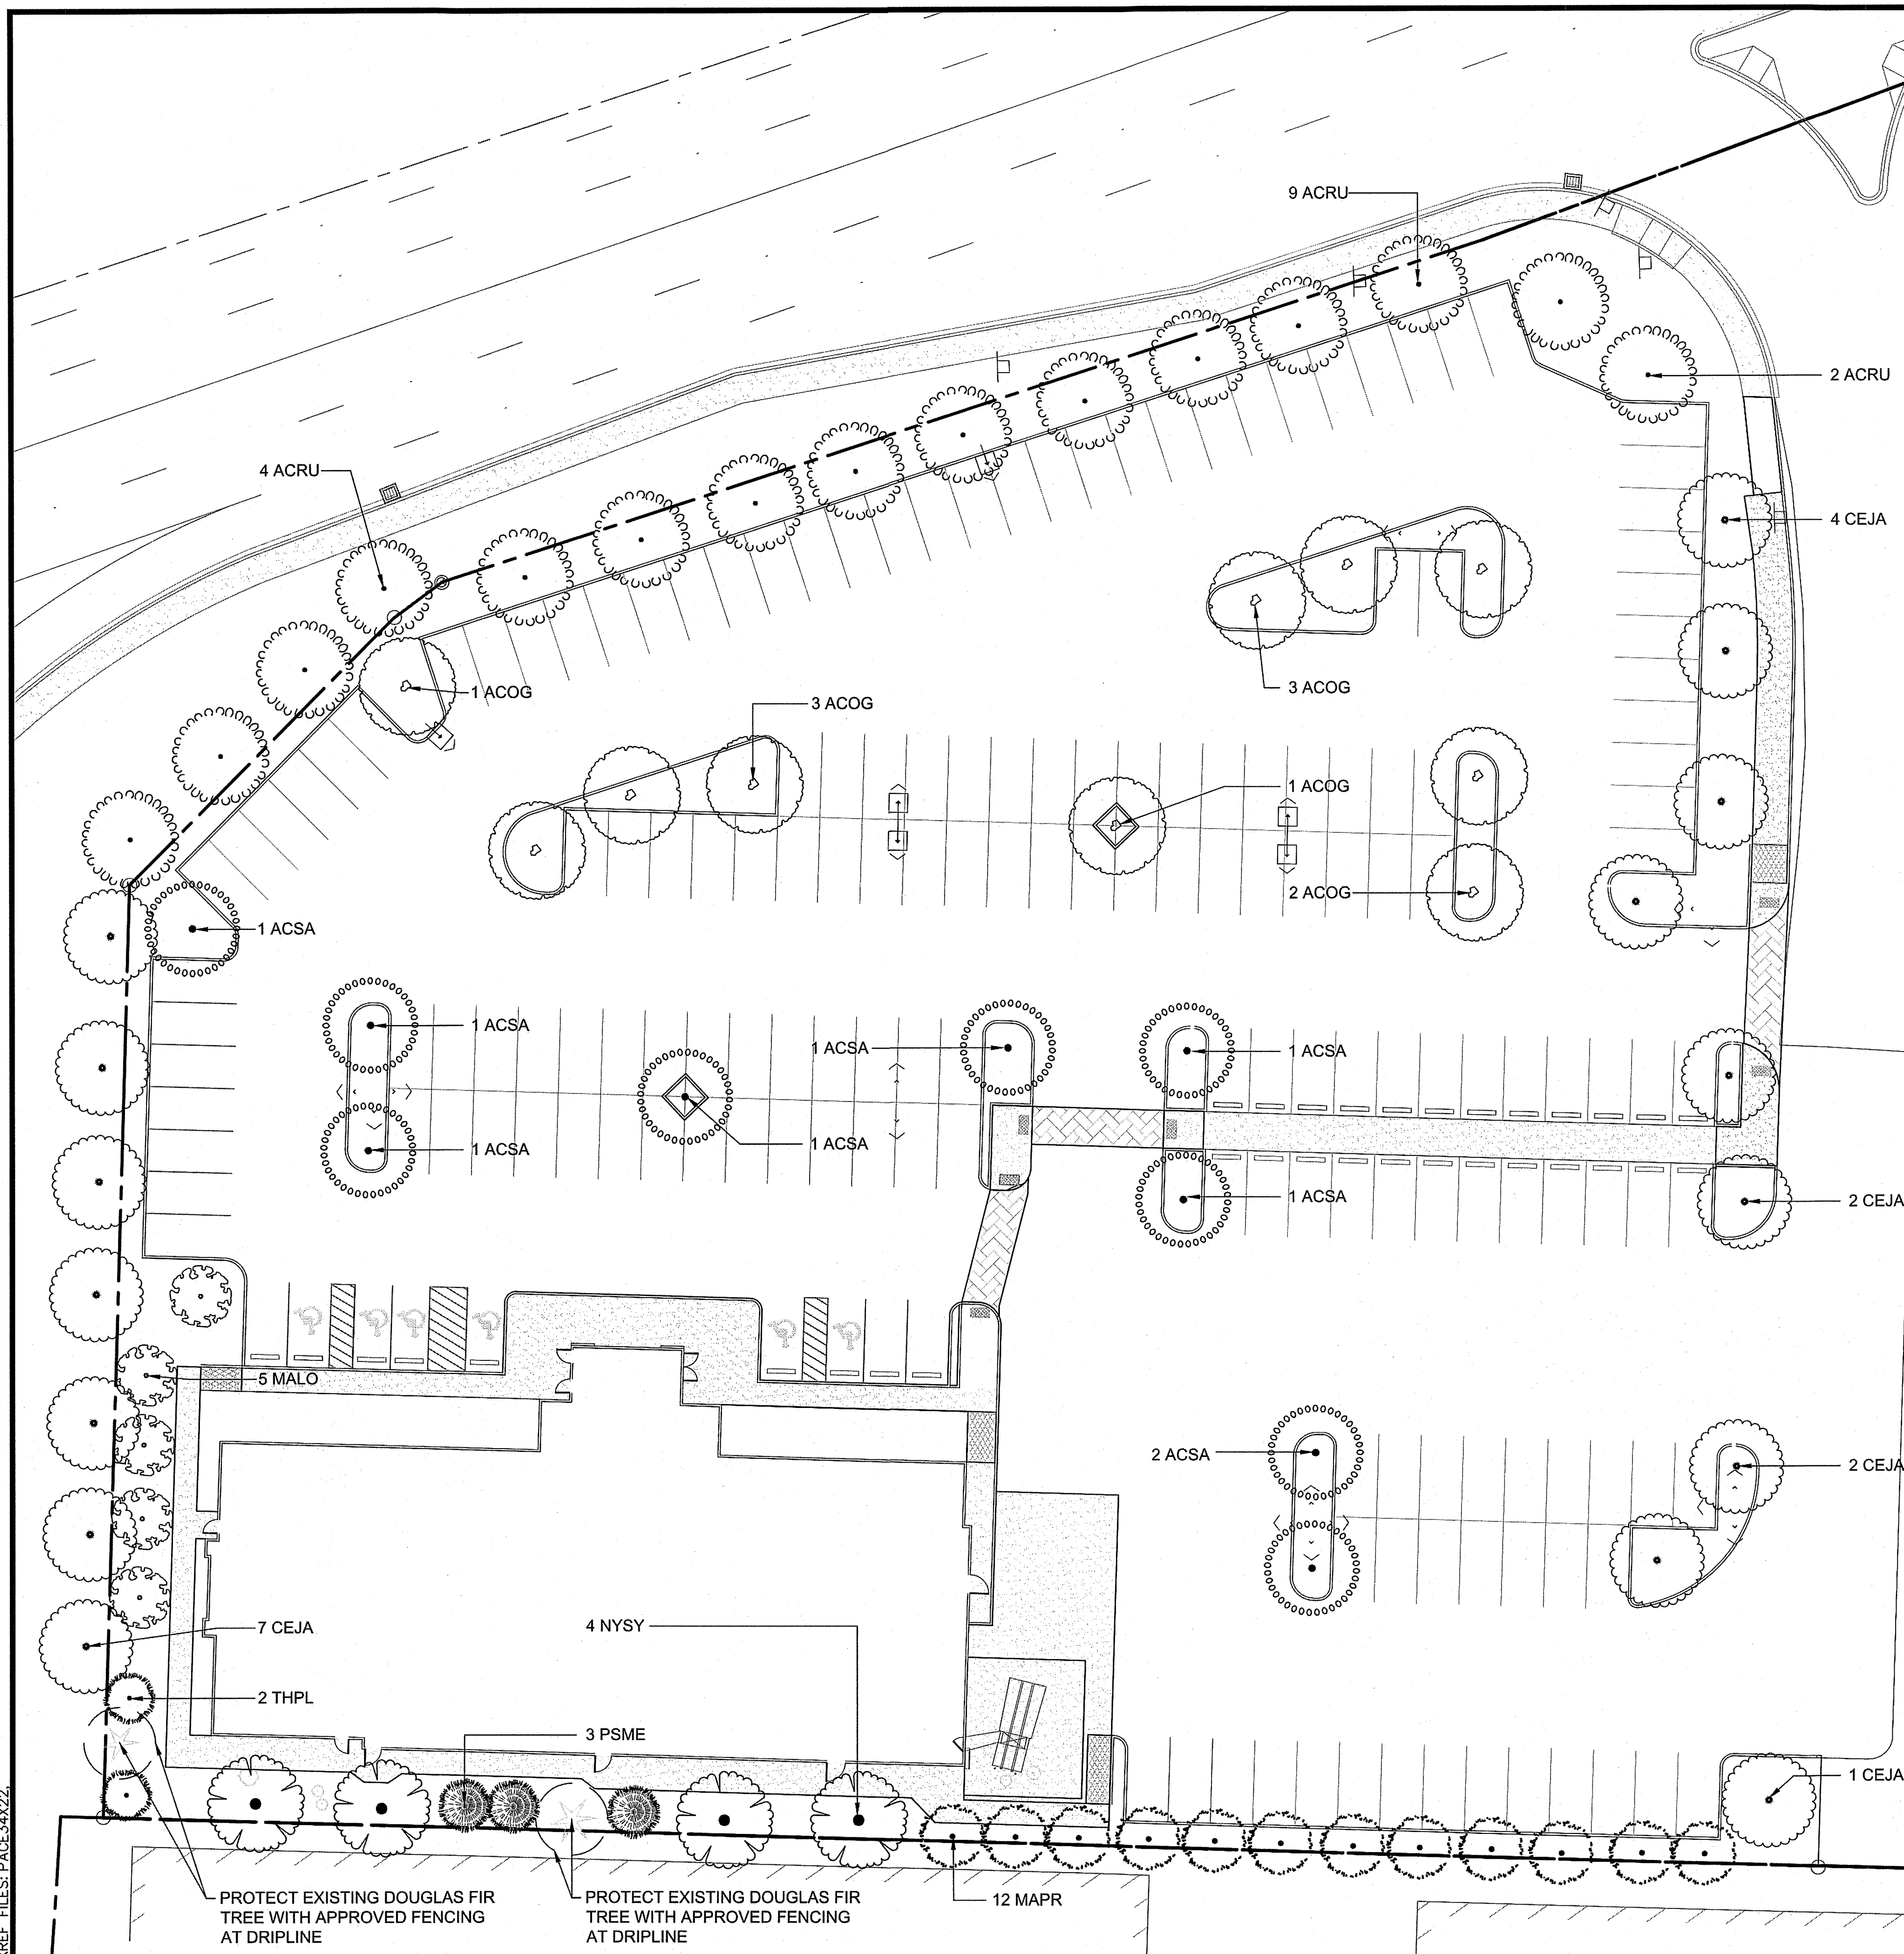 9 ACRU
2 ACRU
4 ACRU
4 CEJA
1 ACOG
3 ACOG
3 ACOG
1 ACOG
2 ACOG
1 ACSA
1 ACSA
1 ACSA
1 ACSA
1 ACSA
1 ACSA
1 ACSA
2 CEJA
5 MALO
2 ACSA
2 CEJA
7 CEJA
4 NYSY
2 THPL
3 PSME
1 CEJA
PROTECT EXISTING DOUGLAS FIR
TREE WITH APPROVED FENCING
AT DRIPLINE
PROTECT EXISTING DOUGLAS FIR
TREE WITH APPROVED FENCING
AT DRIPLINE
12 MAPR
FILES: PACE34X22,